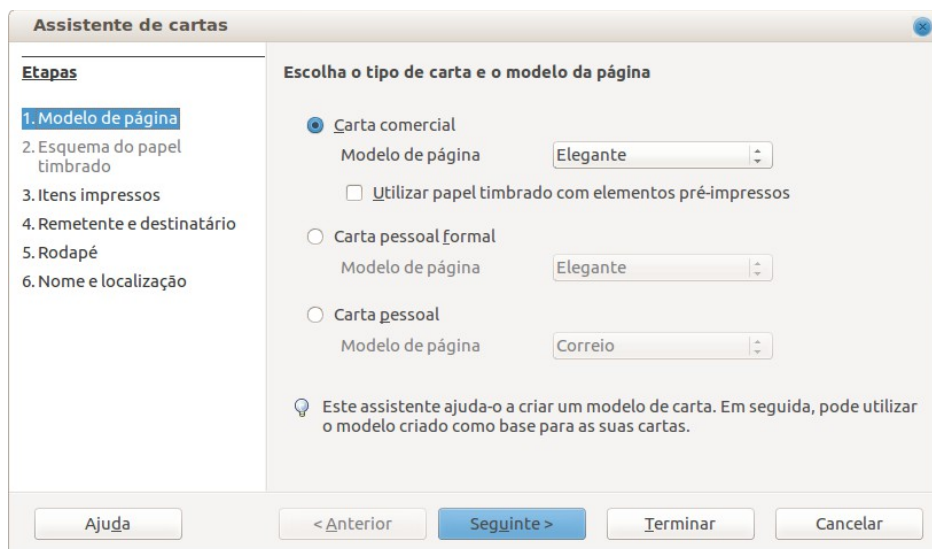 Assistente de cartas
Etapas
1. Modelo de página
2. Esquema do papel
timbrado
3. Itens impressos
4. Remetente e destinatário
5. Rodapé
6. Nome e localização
Escolha o tipo de carta e o modelo da página
Carta comercial
Modelo de página Elegante
Utilizar papel timbrado com elementos pré-impressos
Carta pessoal formal
Modelo de página Elegante
Carta pessoal
Modelo de página Correio
Este assistente ajuda-o a criar um modelo de carta. Em seguida, pode utilizar
o modelo criado como base para as suas cartas.
Ajuda < Anterior Seguinte > Terminar Cancelar